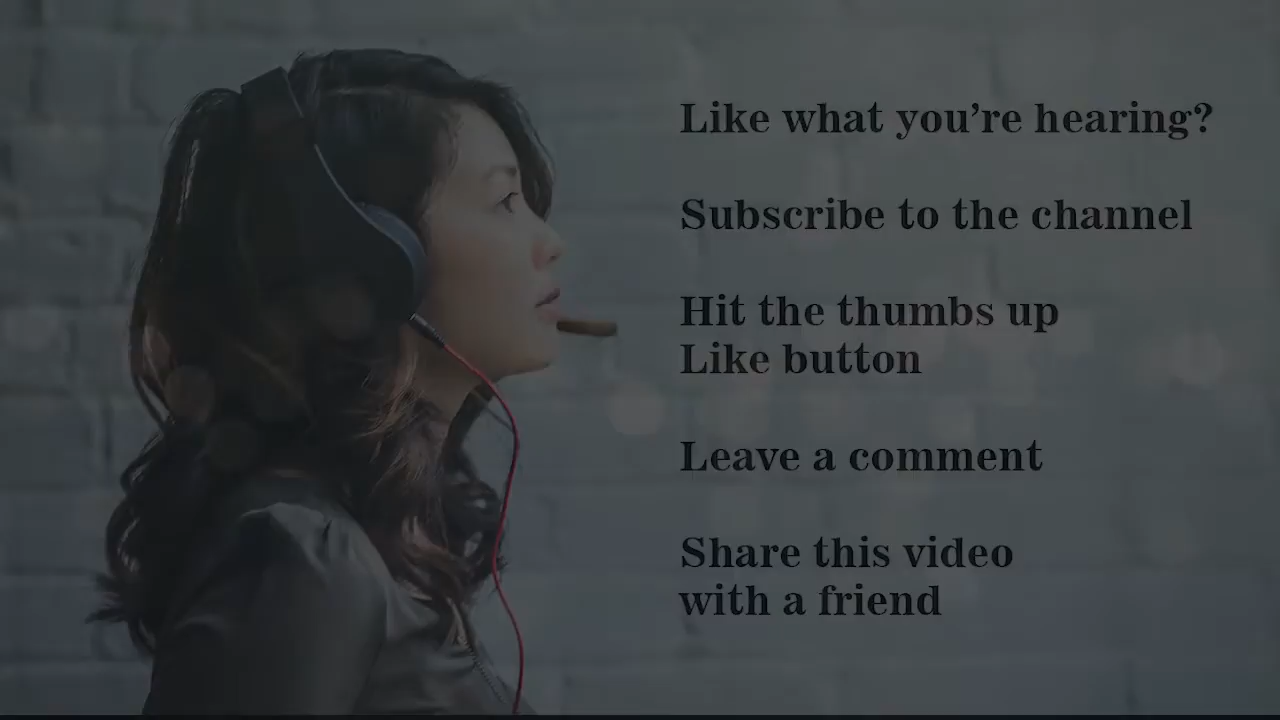 Like what you’re hearing?
Subscribe to the channel
Hit the thumbs up
Like button
Leave a comment
Share this video
with a friend